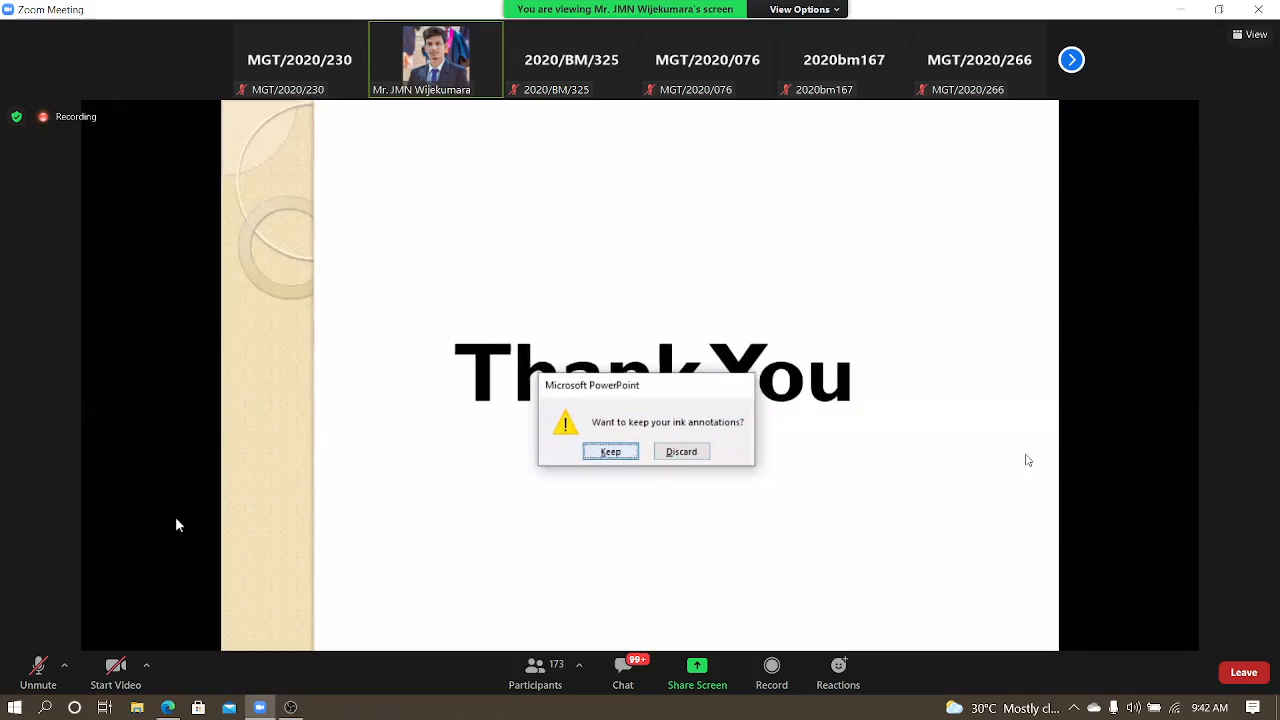 Zoom Meeting
You are viewing Mr. JMN Wijekumara's screen
View Options
View
MGT/2020/230
2020/BM/325
MGT/2020/076
2020bm167
MGT/2020/266
MGT/2020/230
Mr. JMN Wijekumara
2020/BM/325
MGT/2020/076
2020bm167
MGT/2020/266
Recording
Thank You
Microsoft PowerPoint
Want to keep your ink annotations?
Keep
Discard
Unmute
Start Video
173
Participants
99+
Chat
Share Screen
Record
Reactions
Leave
30°C Mostly cl...
9:42 AM